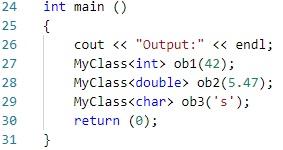 24 int main ()
25 {
26 cout << "Output:" << endl;
27 MyClass<int> ob1(42);
28 MyClass<double> ob2(5.47);
29 MyClass<char> ob3('s');
30 return (0);
31 }